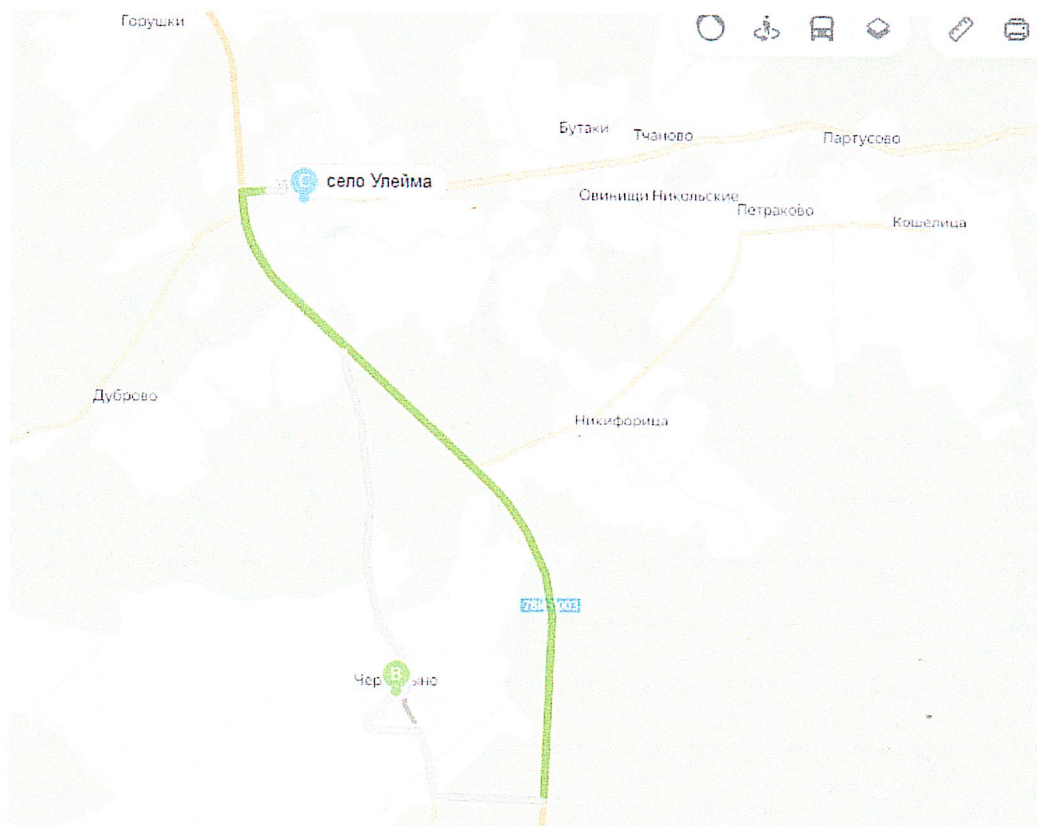 Горушки
Бутаки
Тчаново
Партусово
село Улейма
Овинищи Никольские
Петраково
Кошелица
Дуброво
Никифорица
B